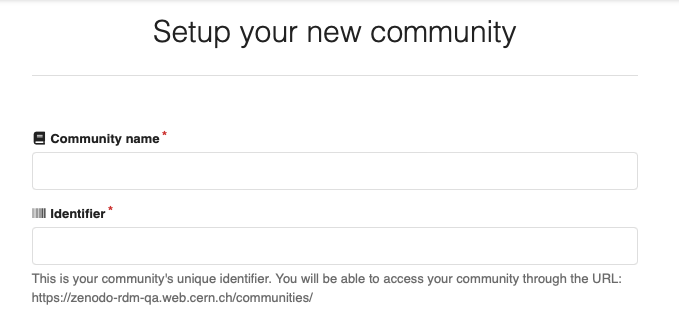 Setup your new community
Community name *
Identifier *
This is your community's unique identifier. You will be able to access your community through the URL:
https://zenodo-rdm-qa.web.cern.ch/communities/